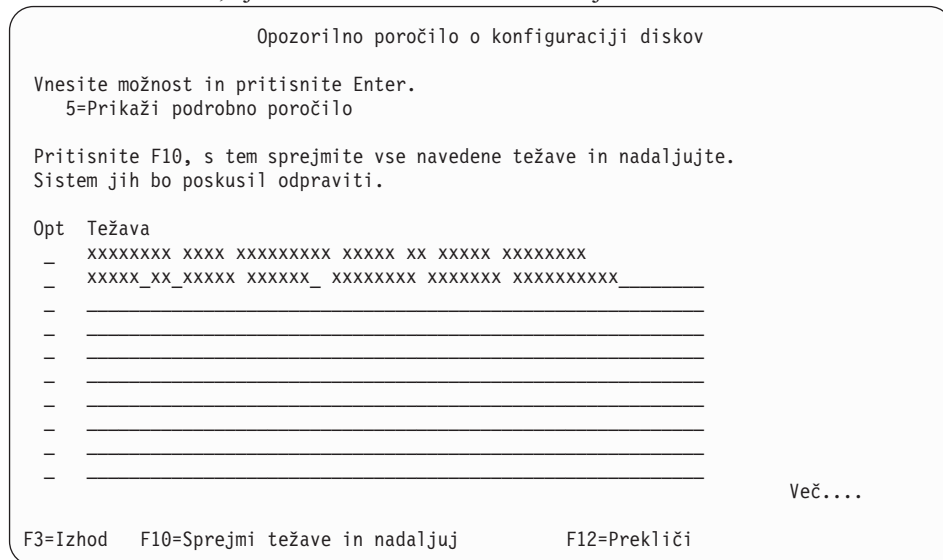 Opozorilno poročilo o konfiguraciji diskov
Vnesite možnost in pritisnite Enter.
5=Prikaži podrobno poročilo
Pritisnite F10, s tem sprejmite vse navedene težave in nadaljujte.
Sistem jih bo poskusil odpraviti.
Opt Težava
_ xxxxxxxx xxxx xxxxxxxxx xxxxx xx xxxxx xxxxxxxx
_ xxxxx_xx_xxxxx xxxxxx_ xxxxxxxx xxxxxxx xxxxxxxxxx________
Več....
F3=Izhod F10=Sprejmi težave in nadaljuj F12=Prekliči